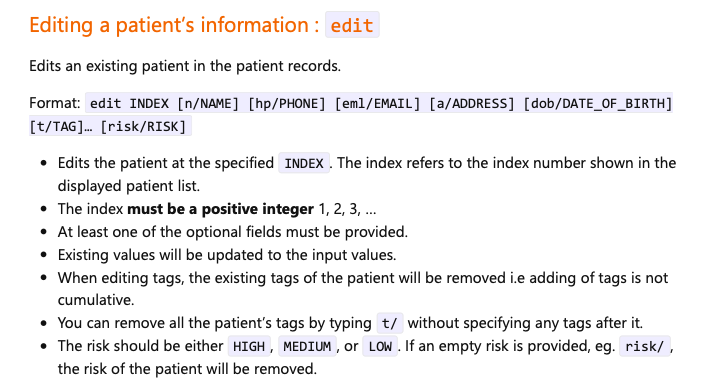 Editing a patient’s information : edit
Edits an existing patient in the patient records.
Format: edit INDEX [n/NAME] [hp/PHONE] [eml/EMAIL] [a/ADDRESS] [dob/DATE_OF_BIRTH]
[t/TAG]… [risk/RISK]
• Edits the patient at the specified INDEX. The index refers to the index number shown in the
displayed patient list.
• The index must be a positive integer 1, 2, 3, …
• At least one of the optional fields must be provided.
• Existing values will be updated to the input values.
• When editing tags, the existing tags of the patient will be removed i.e adding of tags is not
cumulative.
• You can remove all the patient’s tags by typing t/ without specifying any tags after it.
• The risk should be either HIGH, MEDIUM, or LOW. If an empty risk is provided, eg. risk/,
the risk of the patient will be removed.